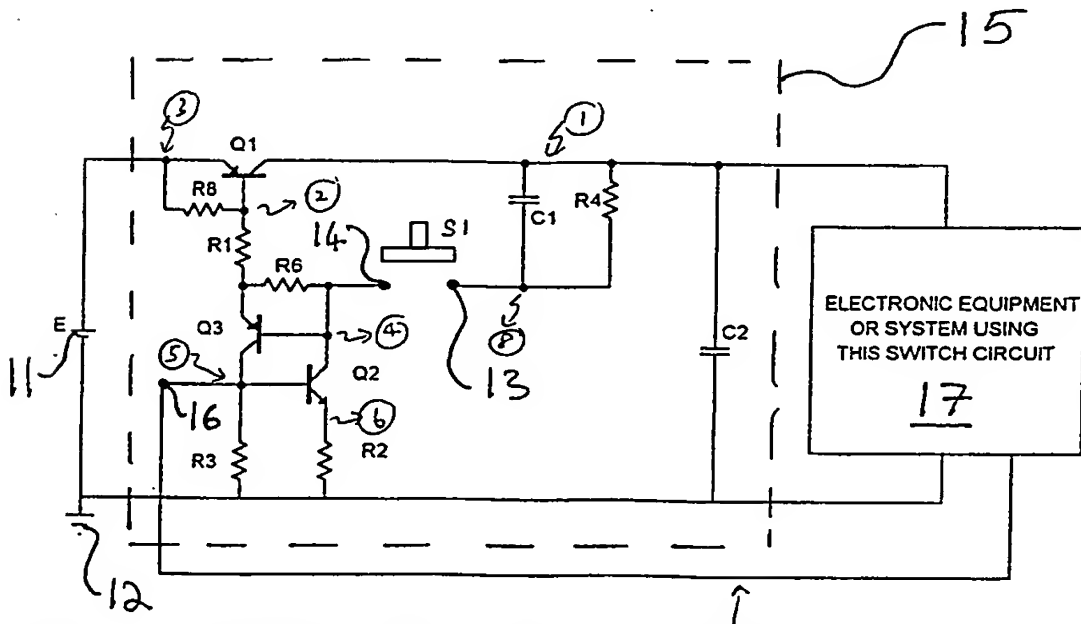 15
3
1
Q1
R8
2
S1
C1
R4
14
R1
R6
E
Q3
4
8
ELECTRONIC EQUIPMENT
OR SYSTEM USING
THIS SWITCH CIRCUIT
17
C2
11
5
Q2
13
16
6
R3
R2
12